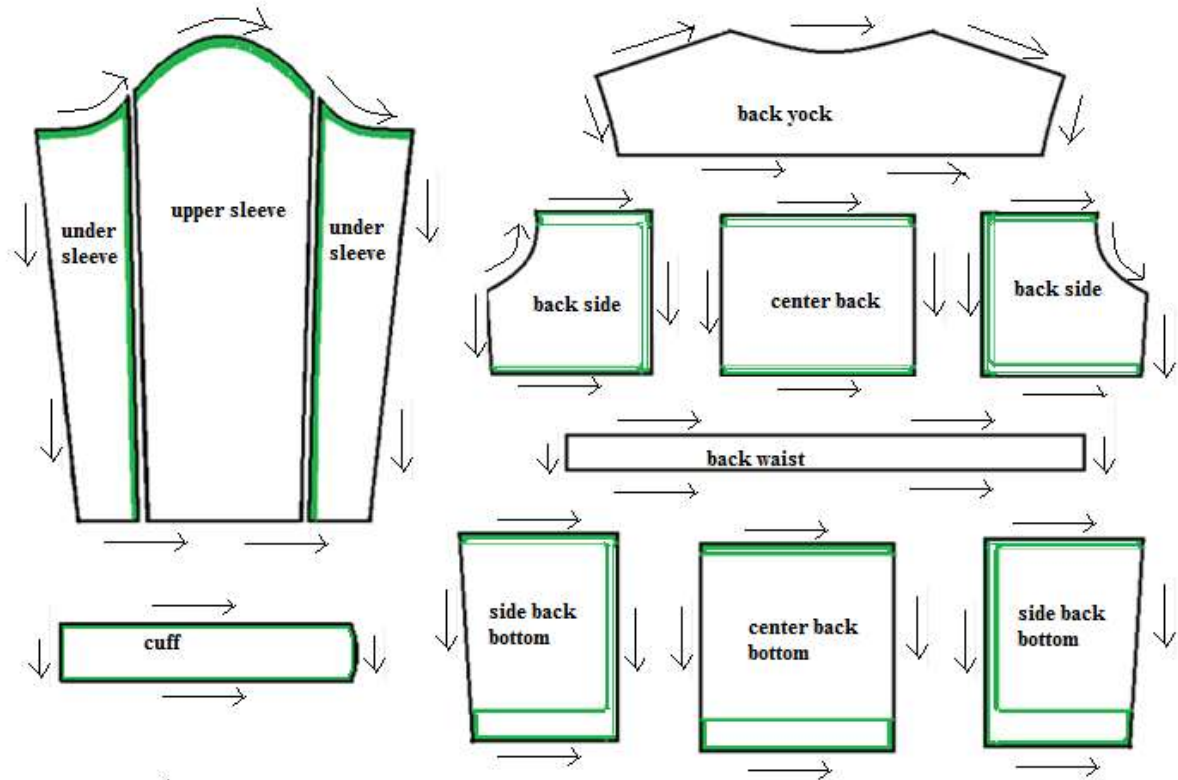 back yock
upper sleeve
under
sleeve
under
sleeve
back side
center back
back side
back waist
side back
bottom
center back
bottom
side back
bottom
cuff